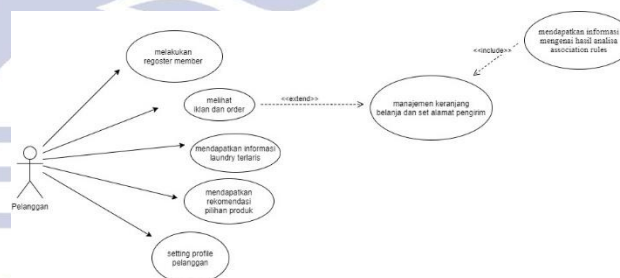 melakukan
regoster member
melihat
iklan dan order
<<extend>>
manajemen keranjang
belanja dan set alamat pengirim
<<include>>
mendapatkan informasi
mengenai hasil analisa
association rules
mendapatkan informasi
laundry terlaris
mendapatkan
rekomendasi
pilihan produk
setting profile
pelanggan
Pelanggan